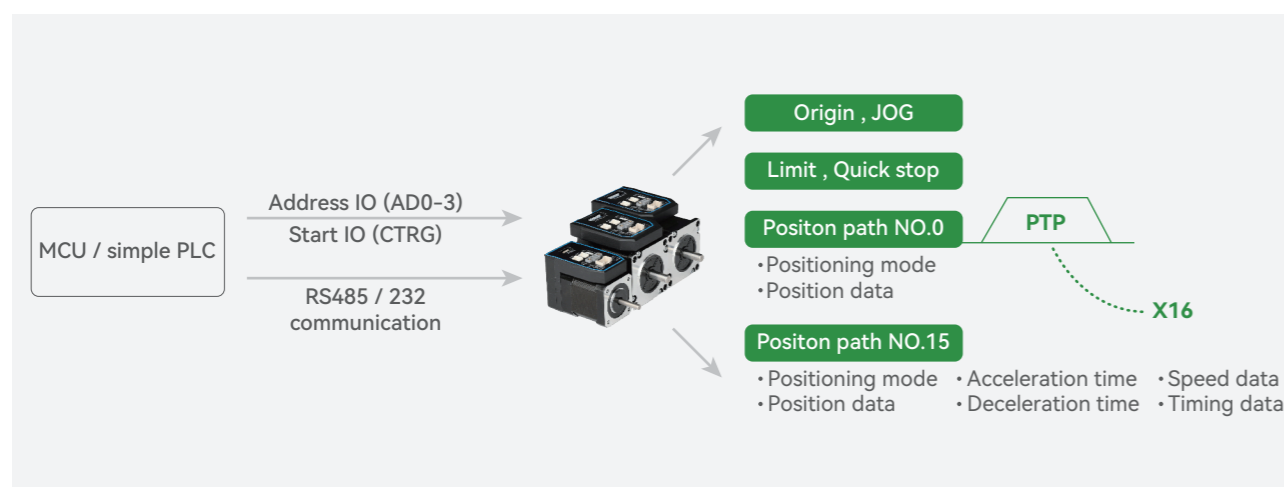 MCU / simple PLC
Address IO (AD0-3)
Start IO (CTRG)
RS485 / 232
communication
Origin , JOG
Limit , Quick stop
Positon path NO.0
·Positioning mode
·Position data
PTP
X16
Positon path NO.15
·Positioning mode ·Acceleration time ·Speed data
·Position data ·Deceleration time ·Timing data